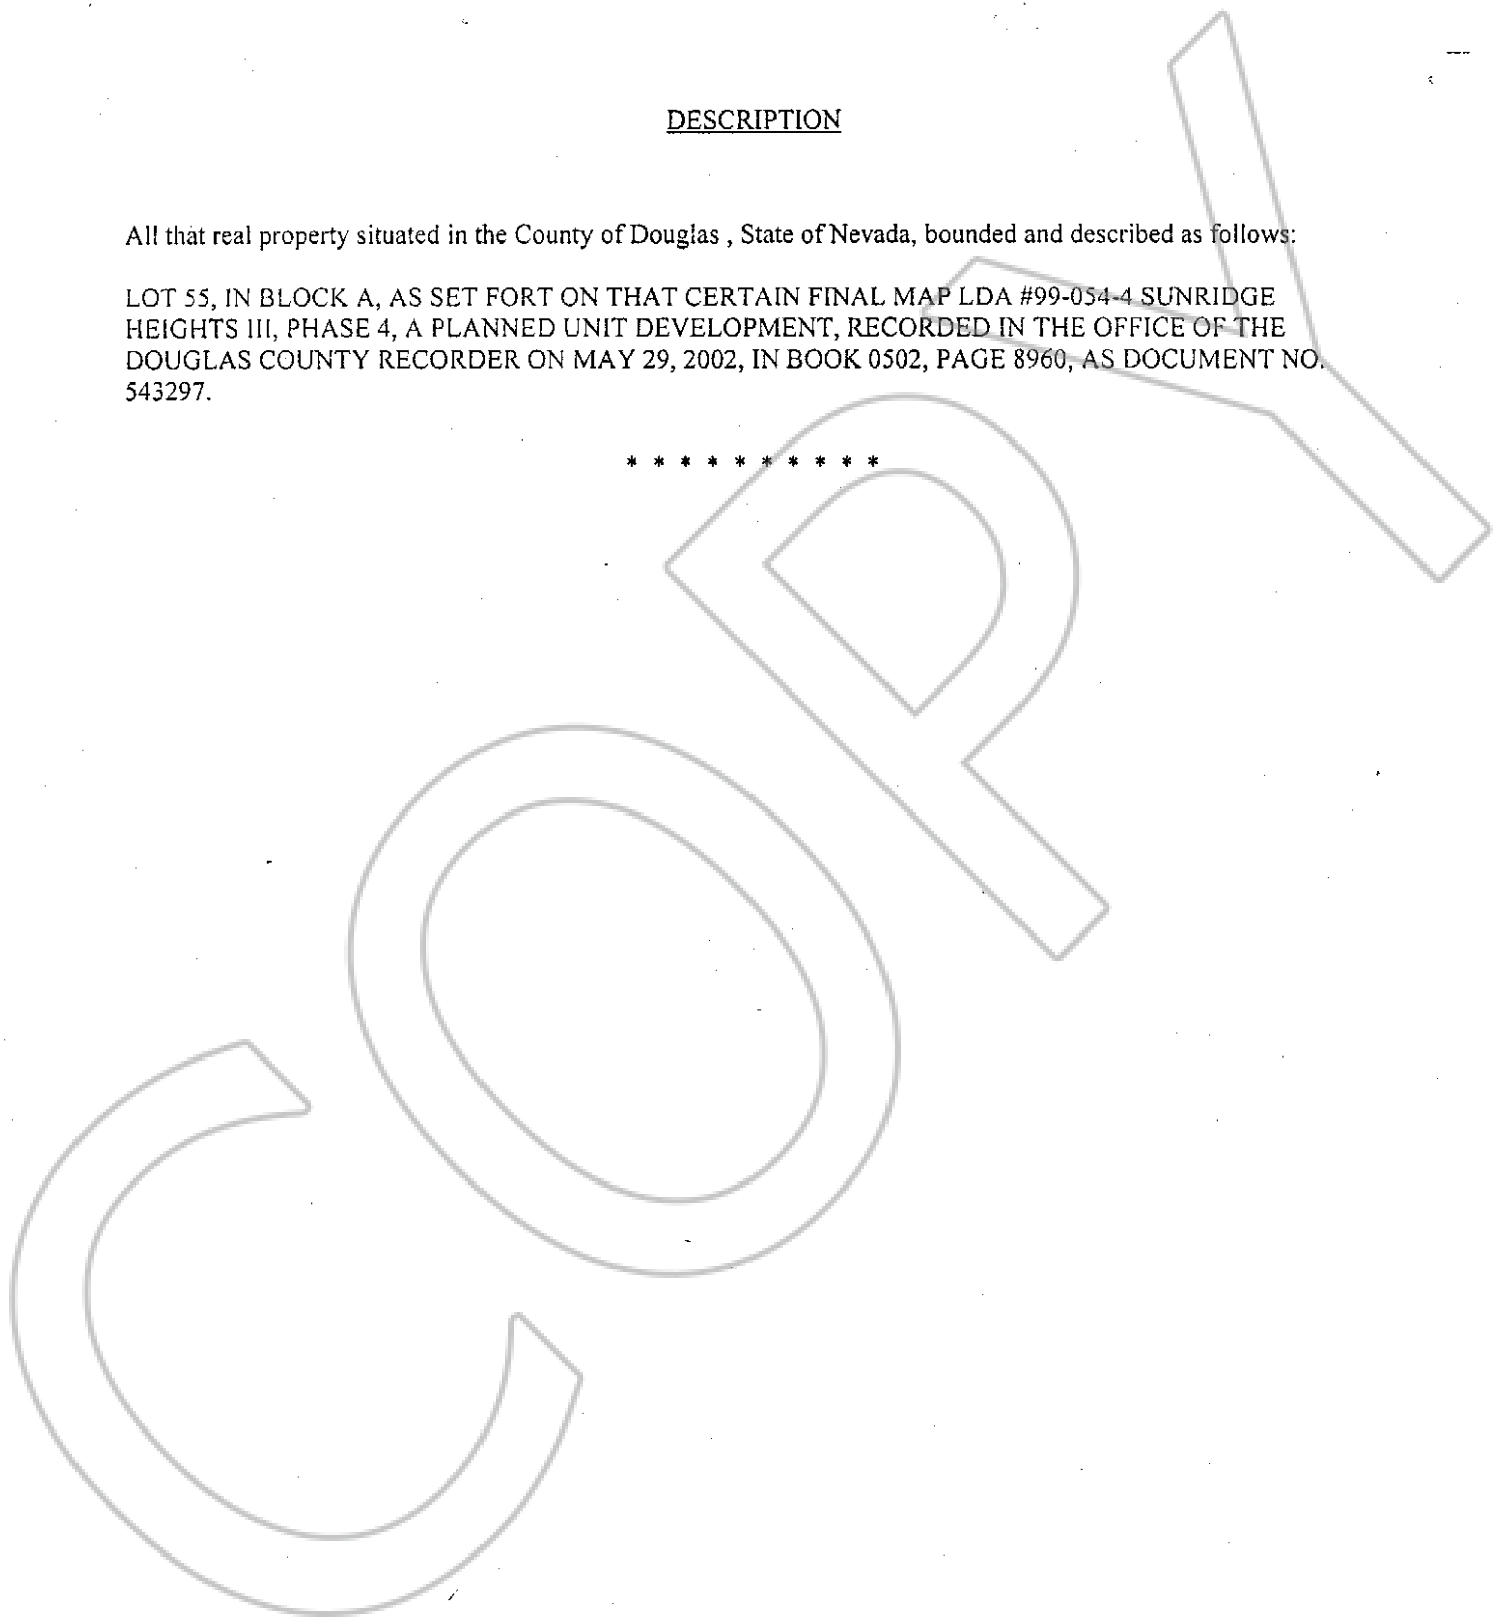 DESCRIPTION
All that real property situated in the County of Douglas , State of Nevada, bounded and described as follows:
LOT 55, IN BLOCK A, AS SET FORT ON THAT CERTAIN FINAL MAP LDA #99-054-4 SUNRIDGE
HEIGHTS III, PHASE 4, A PLANNED UNIT DEVELOPMENT, RECORDED IN THE OFFICE OF THE
DOUGLAS COUNTY RECORDER ON MAY 29, 2002, IN BOOK 0502, PAGE 8960, AS DOCUMENT NO.
543297.
* * * * * * * * * *
COPY